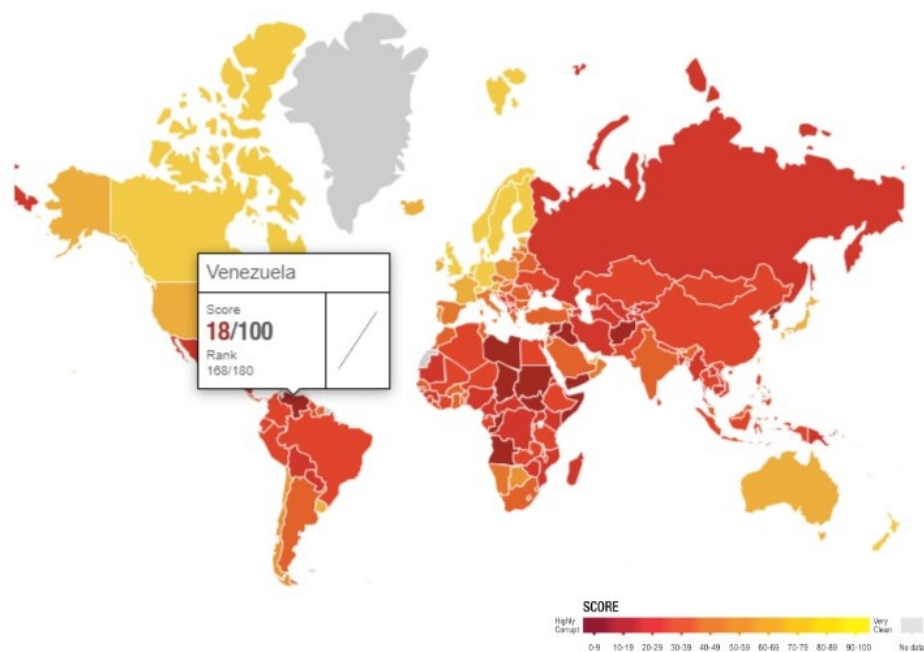 Venezuela
Score
18/100
Rank
168/180
SCORE
Highly Corrupt
0-9 10-19 20-29 30-39 40-49 50-59 60-69 70-79 80-89 90-100
Very Clean
No data